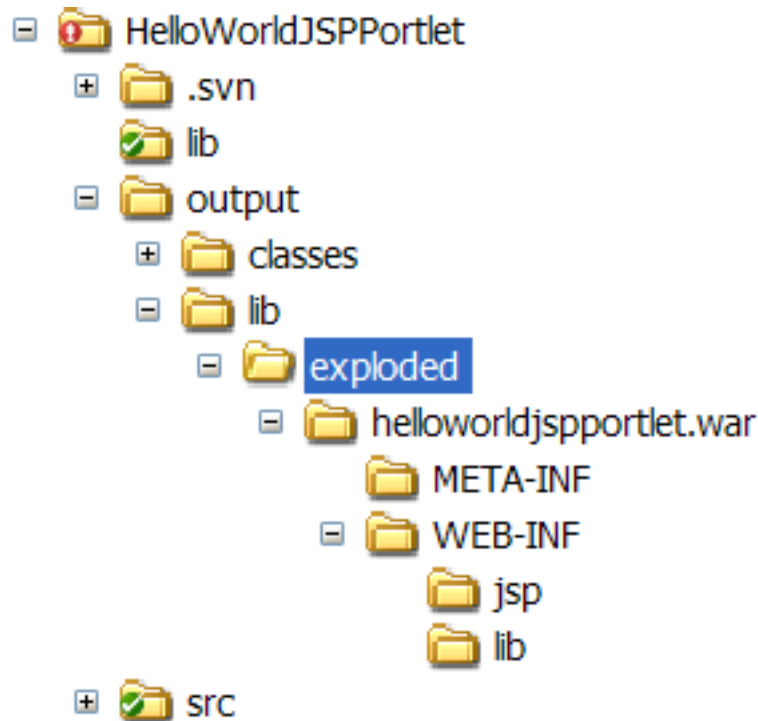 HelloWorldJSPPortlet
.svn
lib
output
classes
lib
exploded
helloworldjspportlet.war
META-INF
WEB-INF
jsp
lib
src